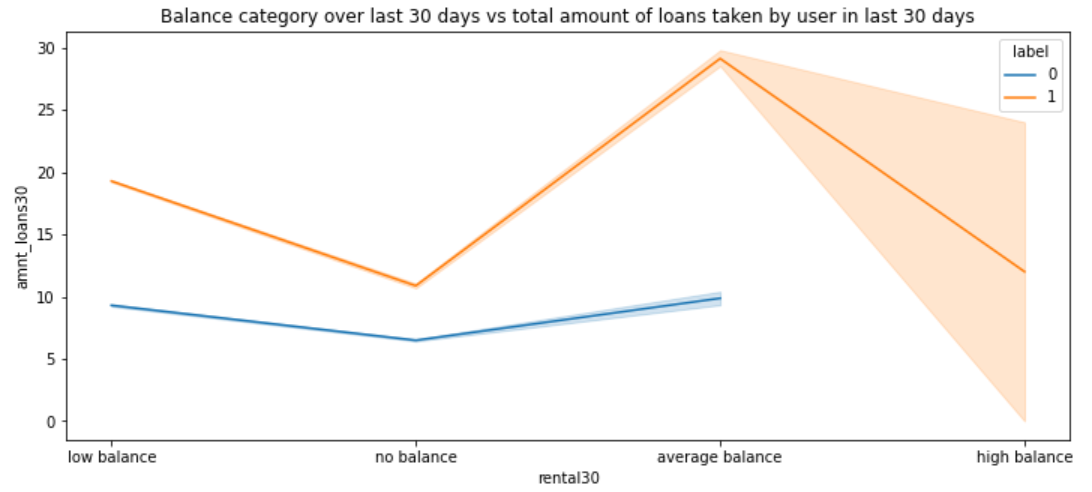 Balance category over last 30 days vs total amount of loans taken by user in last 30 days
label
0
1
amnt_loans30
30
25
20
15
10
5
0
low balance no balance average balance high balance
rental30